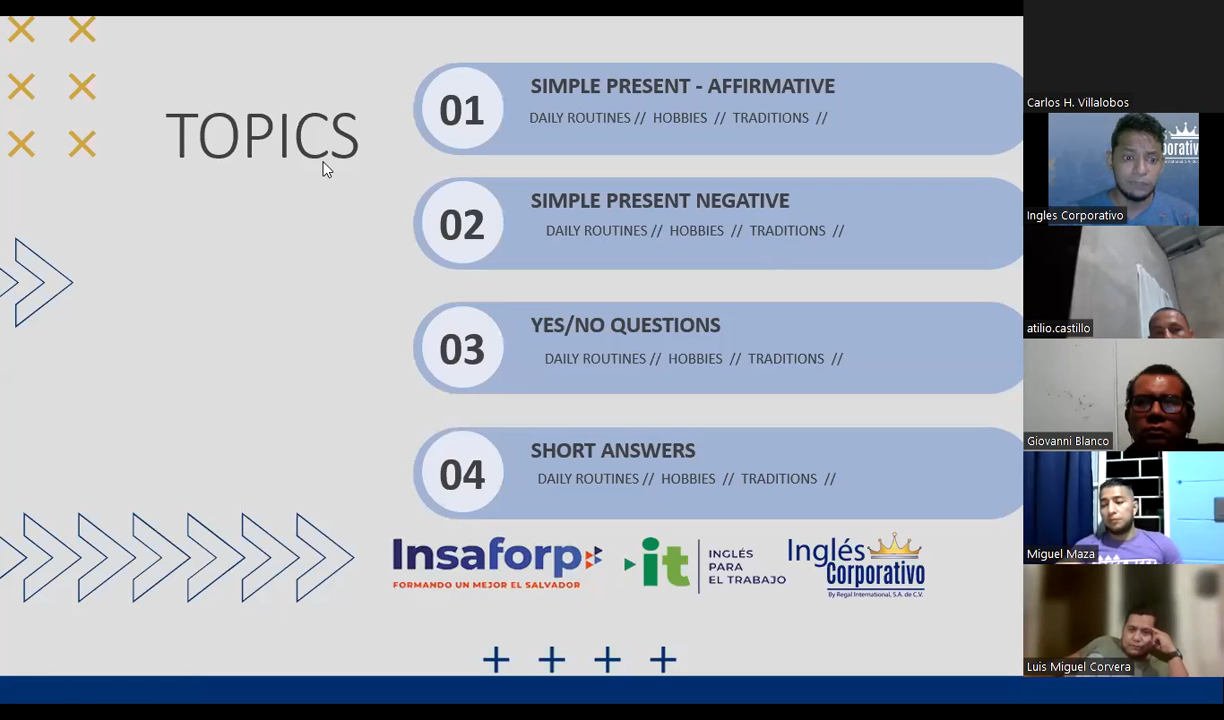 TOPICS
01
SIMPLE PRESENT - AFFIRMATIVE
DAILY ROUTINES // HOBBIES // TRADITIONS //
02
SIMPLE PRESENT NEGATIVE
DAILY ROUTINES // HOBBIES // TRADITIONS //
03
YES/NO QUESTIONS
DAILY ROUTINES // HOBBIES // TRADITIONS //
04
SHORT ANSWERS
DAILY ROUTINES // HOBBIES // TRADITIONS //
Insaforp
FORMANDO UN MEJOR EL SALVADOR
it
INGLÉS
PARA
EL TRABAJO
Inglés
Corporativo
By Regal International, S.A. de C.V.
Carlos H. Villalobos
Ingles Corporativo
atilio.castillo
Giovanni Blanco
Miguel Maza
Luis Miguel Corvera